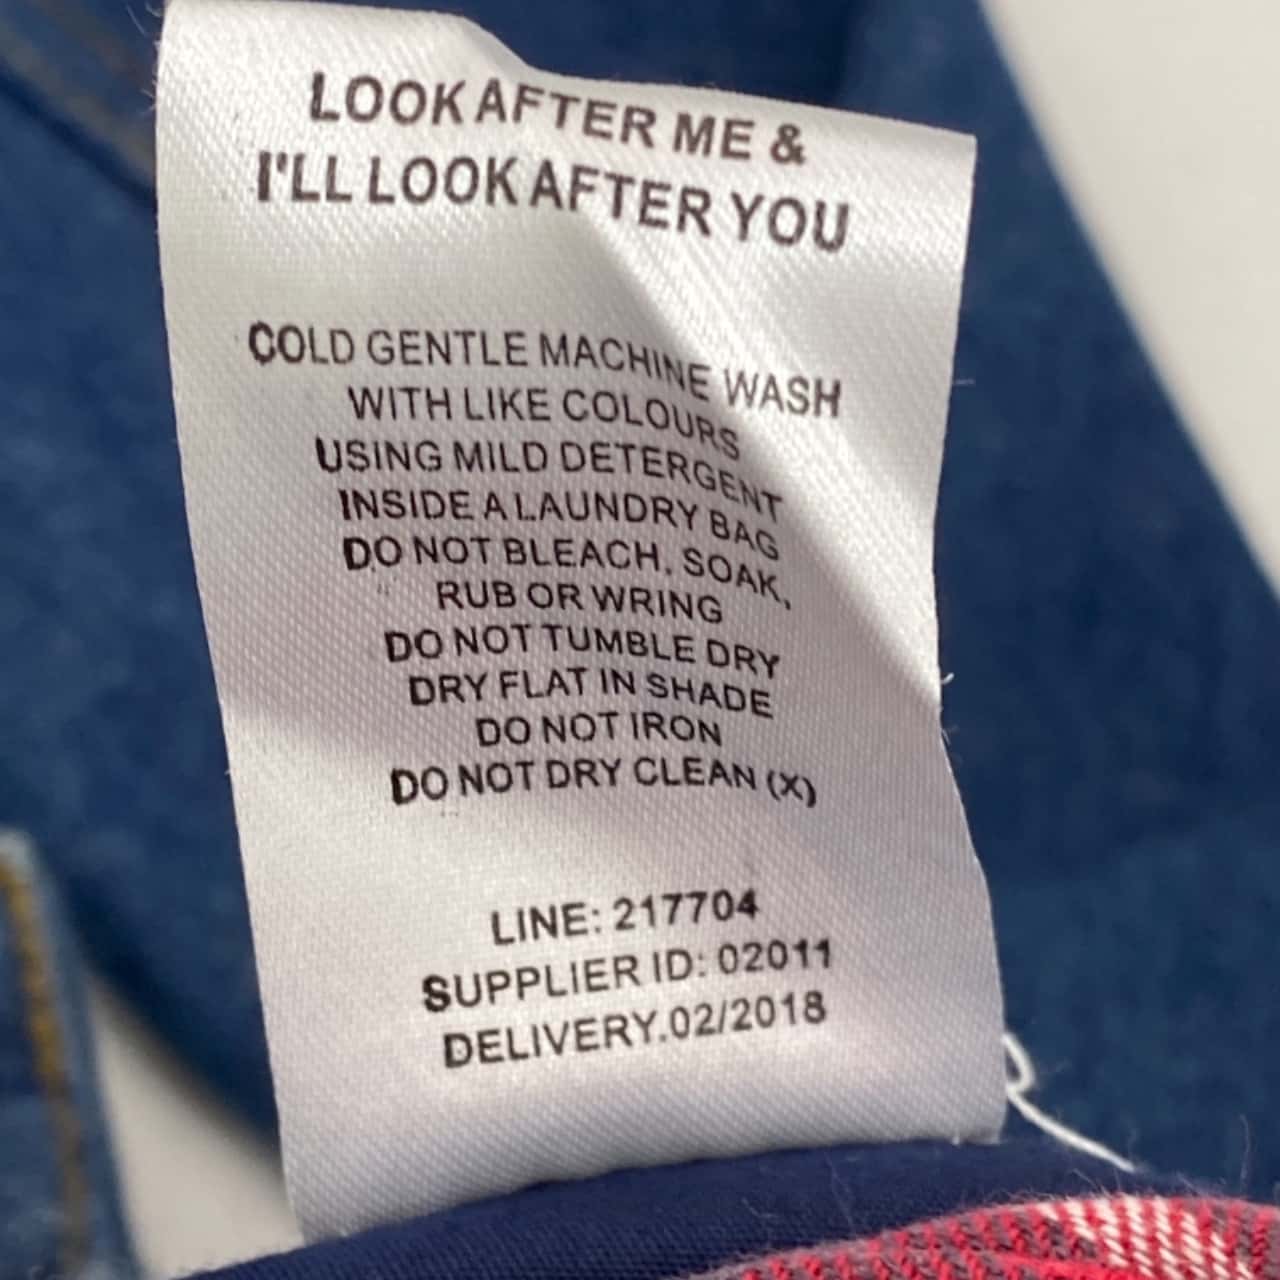 LOOK AFTER ME &
I'LL LOOK AFTER YOU
COLD GENTLE MACHINE WASH
WITH LIKE COLOURS
USING MILD DETERGENT
INSIDE A LAUNDRY BAG
DO NOT BLEACH, SOAK,
RUB OR WRING
DO NOT TUMBLE DRY
DRY FLAT IN SHADE
DO NOT IRON
DO NOT DRY CLEAN (X)
LINE: 217704
SUPPLIER ID: 02011
DELIVERY.02/2018